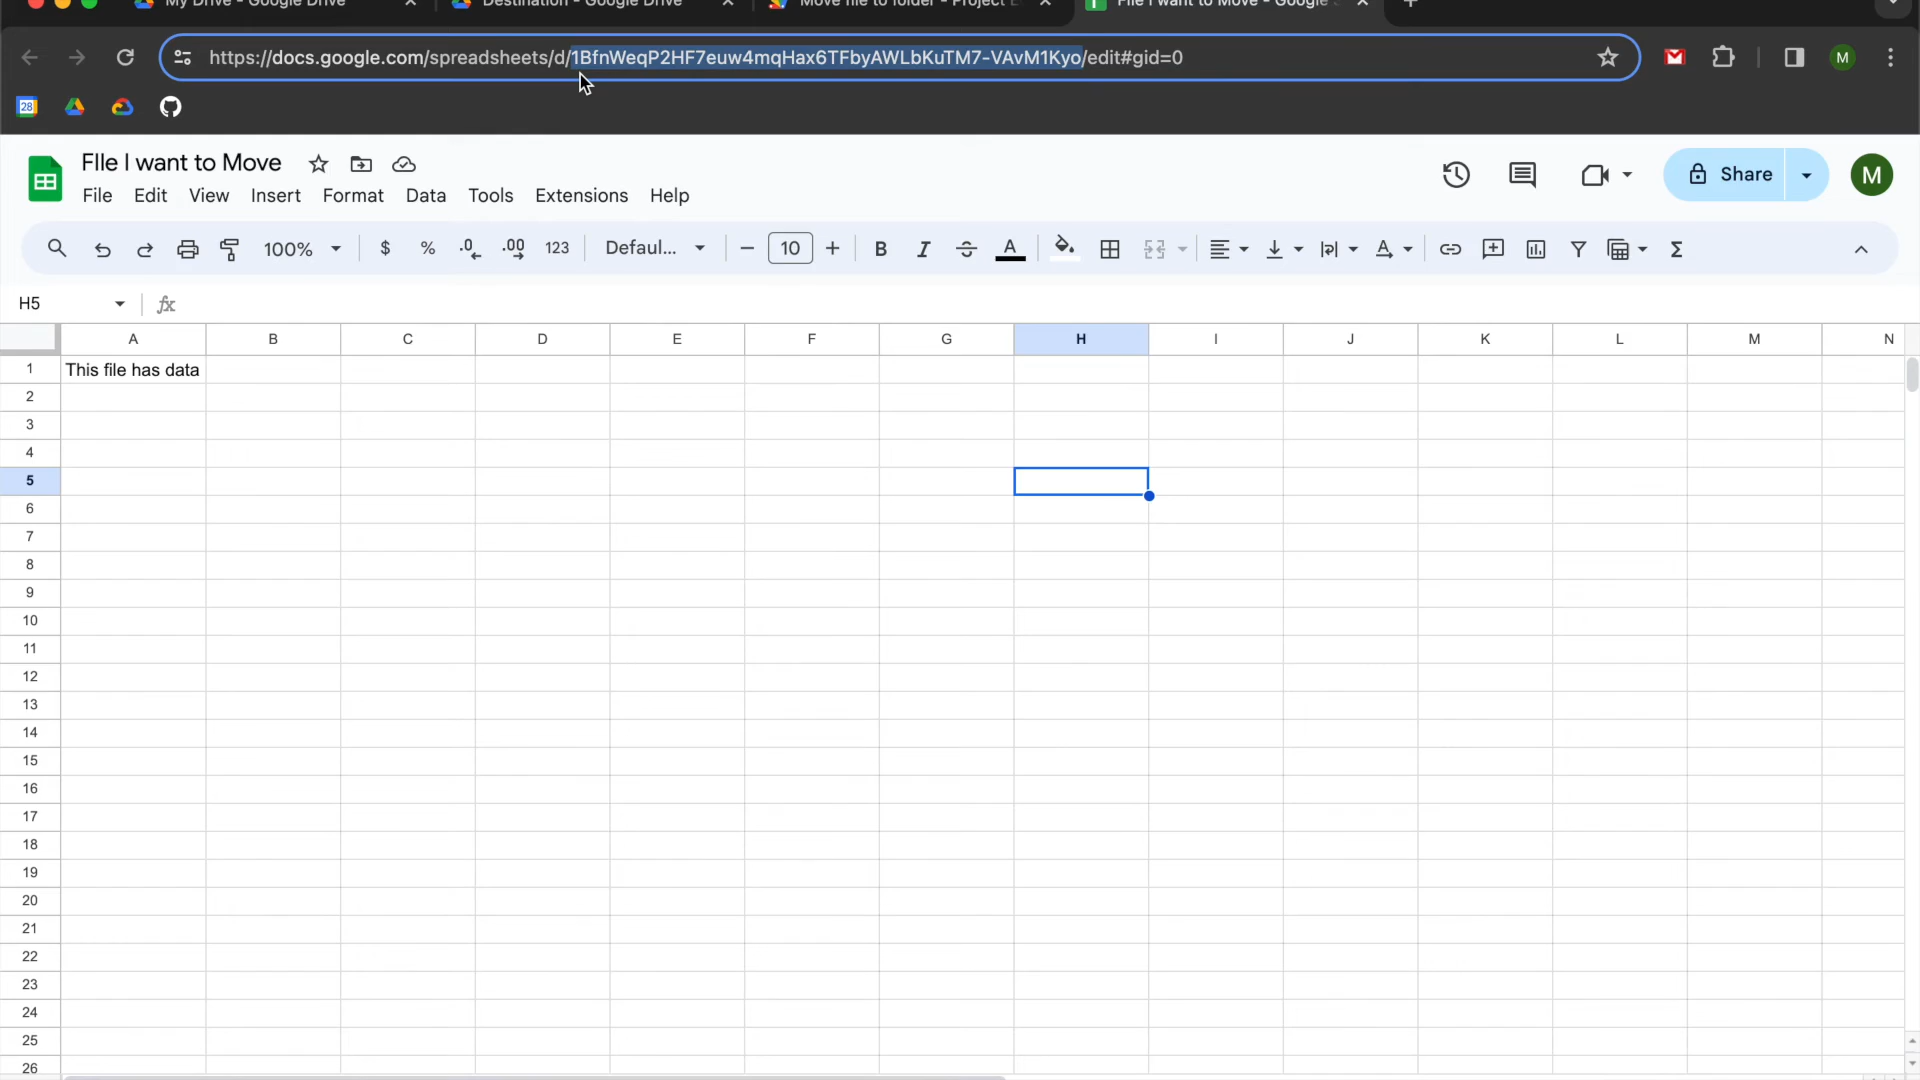 My Drive - Google Drive
Destination - Google Drive
Move file to folder - Project E
File I want to Move - Google S
https://docs.google.com/spreadsheets/d/1BfnWeqP2HF7euw4mqHax6TFbyAWLbKuTM7-VAvM1Kyo/edit#gid=0
M
28
FIle I want to Move
File Edit View Insert Format Data Tools Extensions Help
Share
M
100% $ % .0 .00 123 Defaul... 10 B I S A Σ
H5 fx
A B C D E F G H I J K L M N
1 This file has data
2
3
4
5
6
7
8
9
10
11
12
13
14
15
16
17
18
19
20
21
22
23
24
25
26